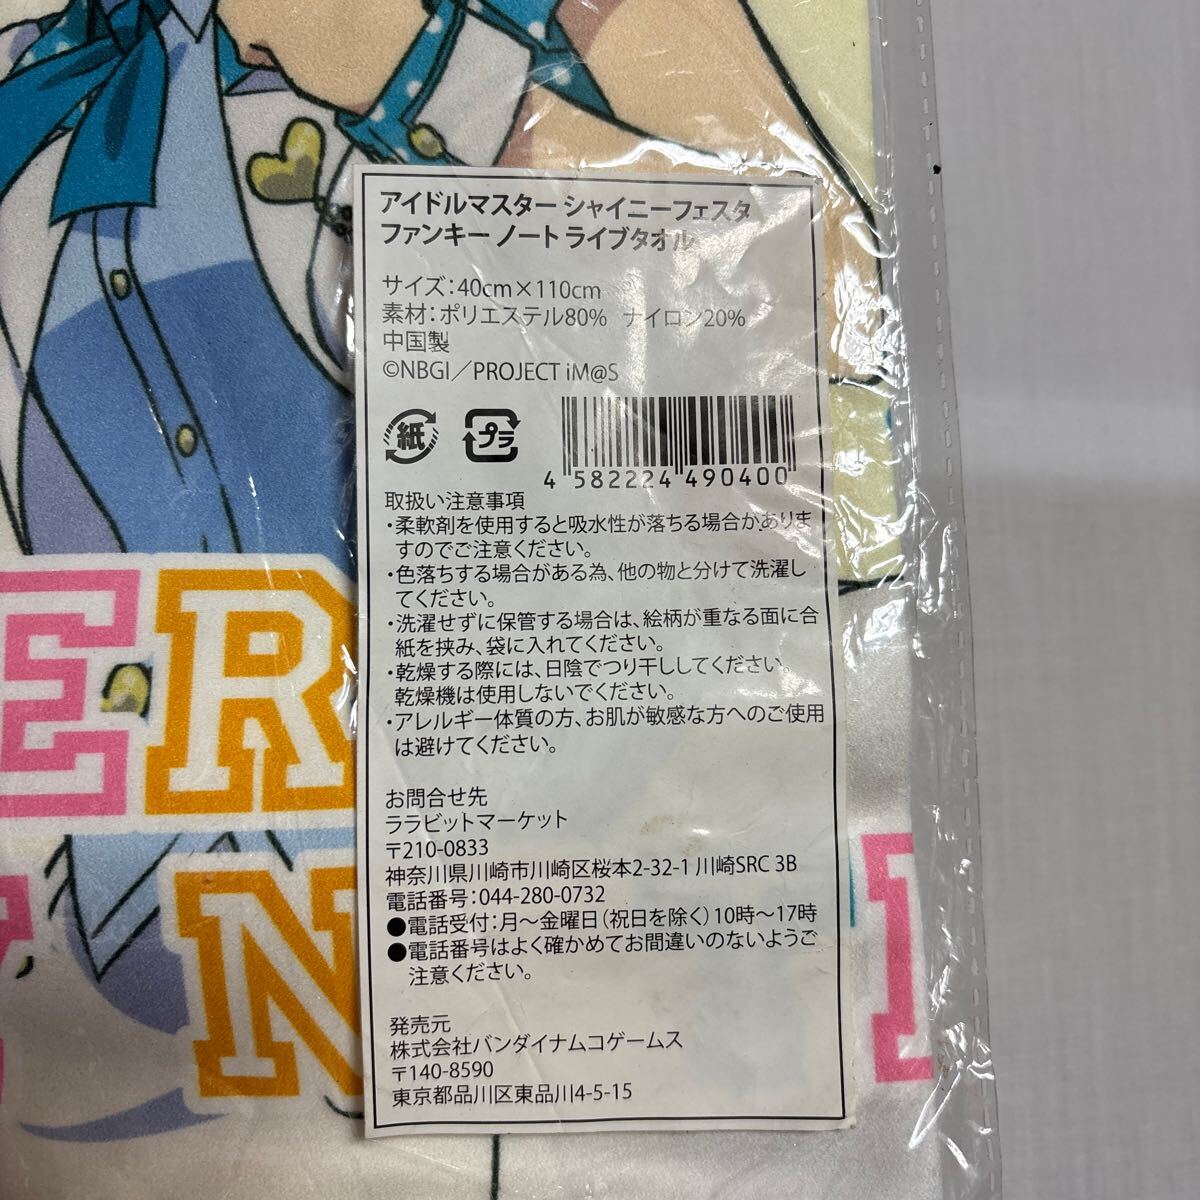 アイドルマスター シャイニーフェスタ
ファンキー ノート ライブタオル
サイズ:40cm×110cm
素材:ポリエステル80% ナイロン20%
中国製
©NBGI/PROJECT iM@S
紙
プラ
4 582224 490400
取扱い注意事項
・柔軟剤を使用すると吸水性が落ちる場合がありま
すのでご注意ください。
・色落ちする場合がある為、他の物と分けて洗濯し
てください。
・洗濯せずに保管する場合は、絵柄が重なる面に合
紙を挟み、袋に入れてください。
・乾燥する際には、日陰でつり干ししてください。
乾燥機は使用しないでください。
・アレルギー体質の方、お肌が敏感な方へのご使用
は避けてください。
お問合せ先
ララビットマーケット
〒210-0833
神奈川県川崎市川崎区桜本2-32-1 川崎SRC 3B
電話番号:044-280-0732
●電話受付:月～金曜日(祝日を除く)10時～17時
●電話番号はよく確かめてお間違いのないようご
注意ください。
発売元
株式会社バンダイナムコゲームス
〒140-8590
東京都品川区東品川4-5-15
ER
N